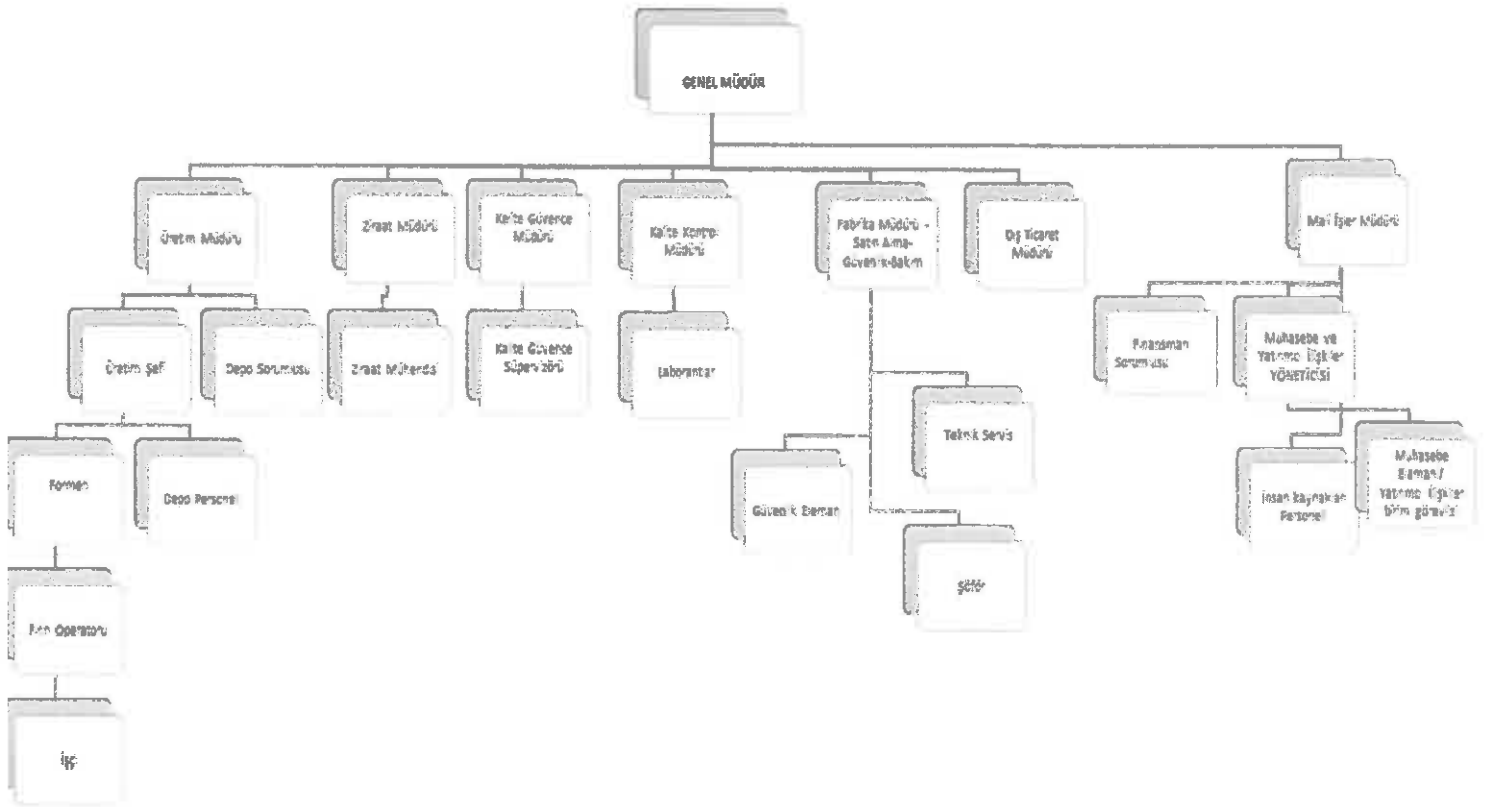 GENEL MÜDÜR
Üretim Müdürü
Ziraat Müdürü
Kalite Güvence
Müdürü
Kalite Kontrol
Müdürü
Fabrika Müdürü -
Satın Alma-
Güvenlik-Bakım
Dış Ticaret
Müdürü
Mali İşler Müdürü
Üretim Şefi
Depo Sorumlusu
Ziraat Mühendisi
Kalite Güvence
Süpervizörü
Laborantlar
Finansman
Sorumlusu
Muhasebe ve
Yatırımcı İlişkiler
YÖNETİCİSİ
Formen
Depo Personeli
Güvenlik Elemanı
Teknik Servis
Şöför
İnsan kaynakları
Personeli
Muhasebe
Elemanı/
Yatırımcı ilişkiler
birim görevlisi
Operatörü
İşçi